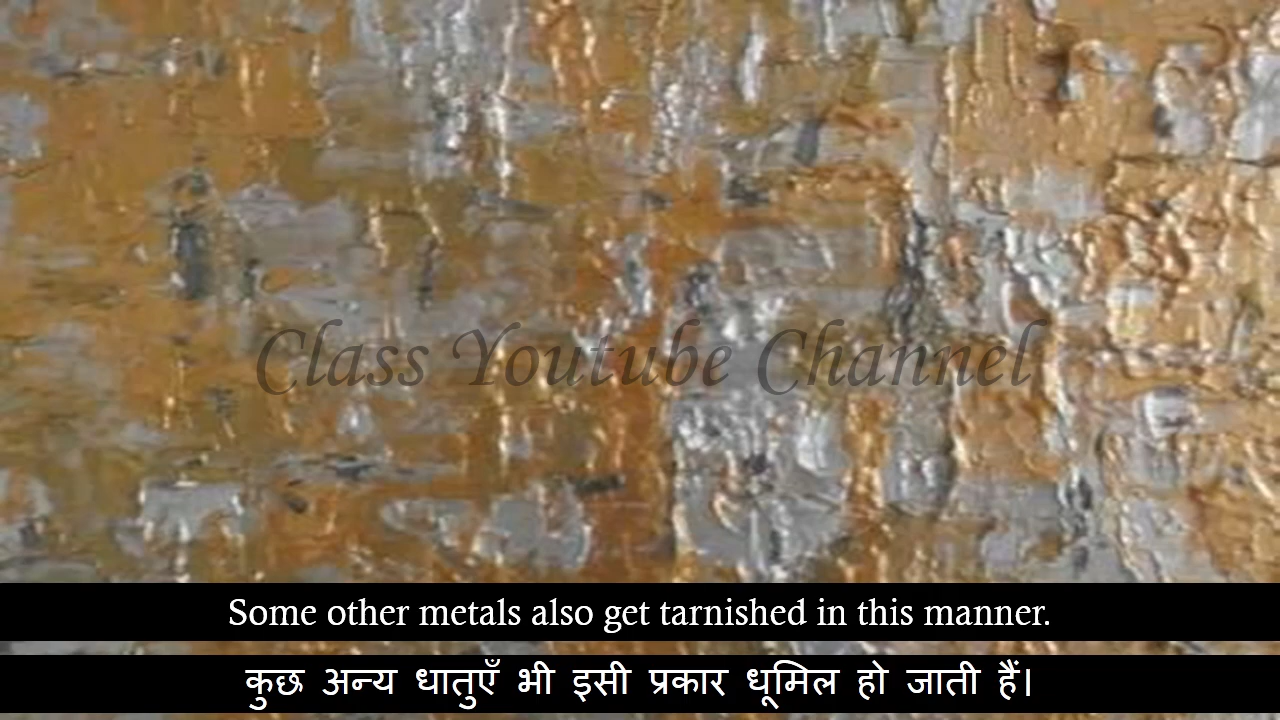 Class Youtube Channel
Some other metals also get tarnished in this manner.
कुछ अन्य धातुएँ भी इसी प्रकार धूमिल हो जाती हैं।